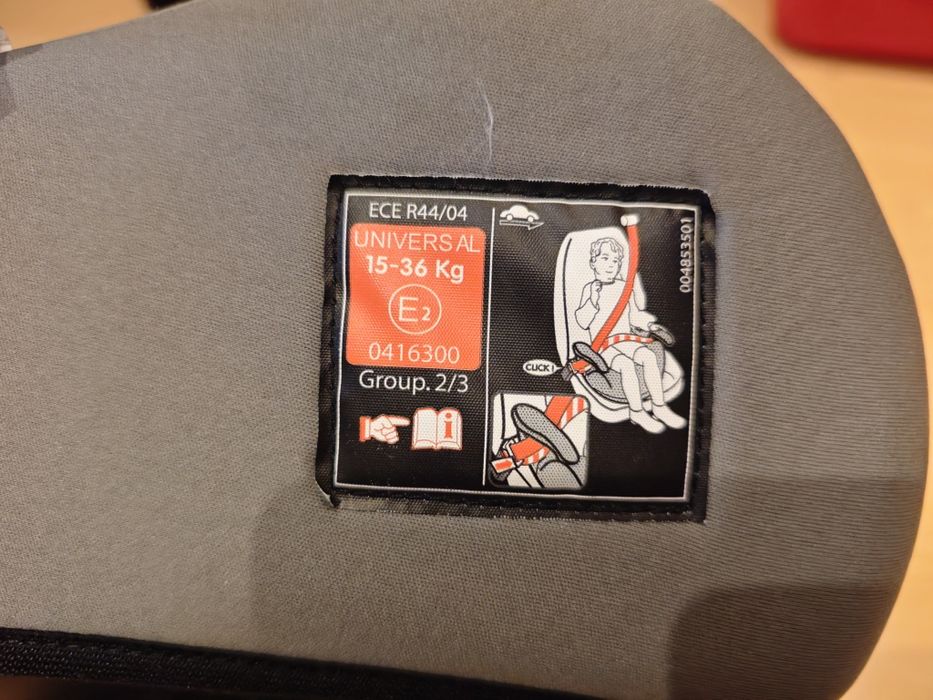 ECE R44/04
UNIVERSAL
15-36 Kg
E2
0416300
Group. 2/3
i
CLICK!
004853501